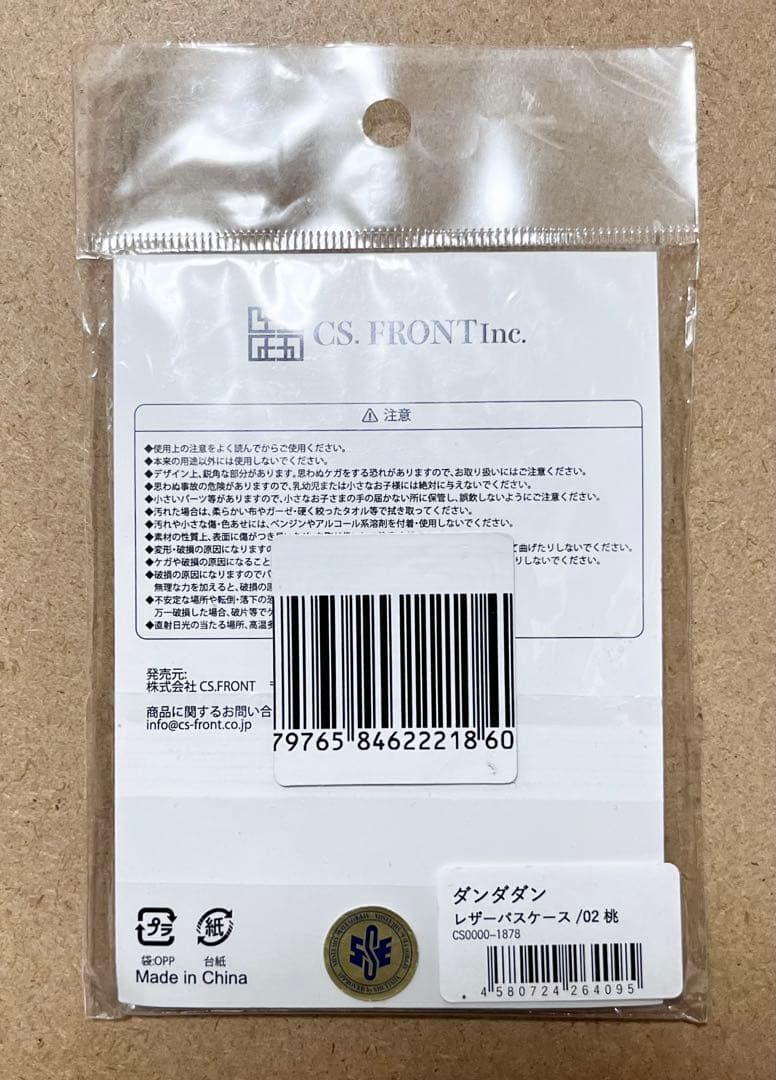 CS. FRONT Inc.
⚠ 注意
◆使用上の注意をよく読んでからご使用ください。
◆本来の用途以外には使用しないでください。
◆デザイン上、鋭角な部分があります。思わぬケガをする恐れがありますので、お取り扱いにはご注意ください。
◆思わぬ事故の危険がありますので、乳幼児または小さなお子様には絶対に与えないでください。
◆小さいパーツ等がありますので、小さなお子さまの手の届かない所に保管し、誤飲しないようにご注意ください。
◆汚れた場合は、柔らかい布やガーゼ・硬く絞ったタオル等で拭き取ってください。
◆汚れや小さな傷・色あせには、ベンジンやアルコール系溶剤を付着・使用しないでください。
◆素材の性質上、表面に傷がつき
◆変形・破損の原因になりますの て曲げたりしないでください。
◆ケガや破損の原因になること りしないでください。
◆破損の原因になりますのでバ
無理な力を加えると、破損の原
◆不安定な場所や転倒・落下の恐
万一破損した場合、破片等でケ
◆直射日光の当たる場所、高温多
発売元:
株式会社 CS.FRONT 〒
商品に関するお問い合
info@cs-front.co.jp
79765 84622218 60
ダンダダン
レザーパスケース /02 桃
CS0000-1878
4 580724 264095
プラ 紙
袋:OPP 台紙
Made in China